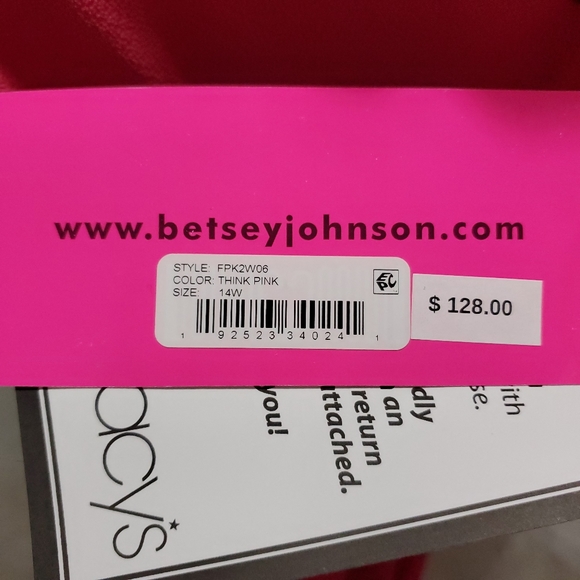 www.betseyjohnson.com
STYLE: FPK2W06
COLOR: THINK PINK
SIZE: 14W
EPC
1 92523 34024 1
$ 128.00
acy's
you!
dly
an
return
attached.
ith
se.